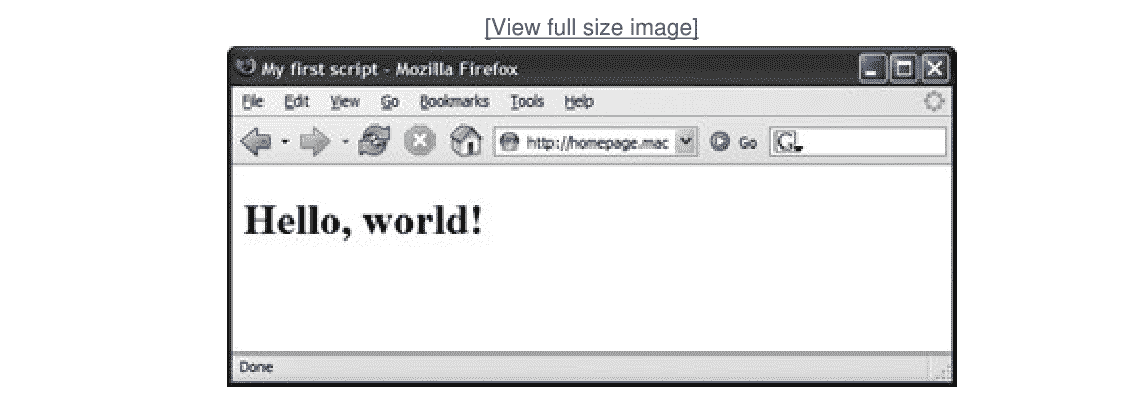 [View full size image]
My first script - Mozilla Firefox
File Edit View Go Bookmarks Tools Help
http://homepage.mac Go G
Hello, world!
Done